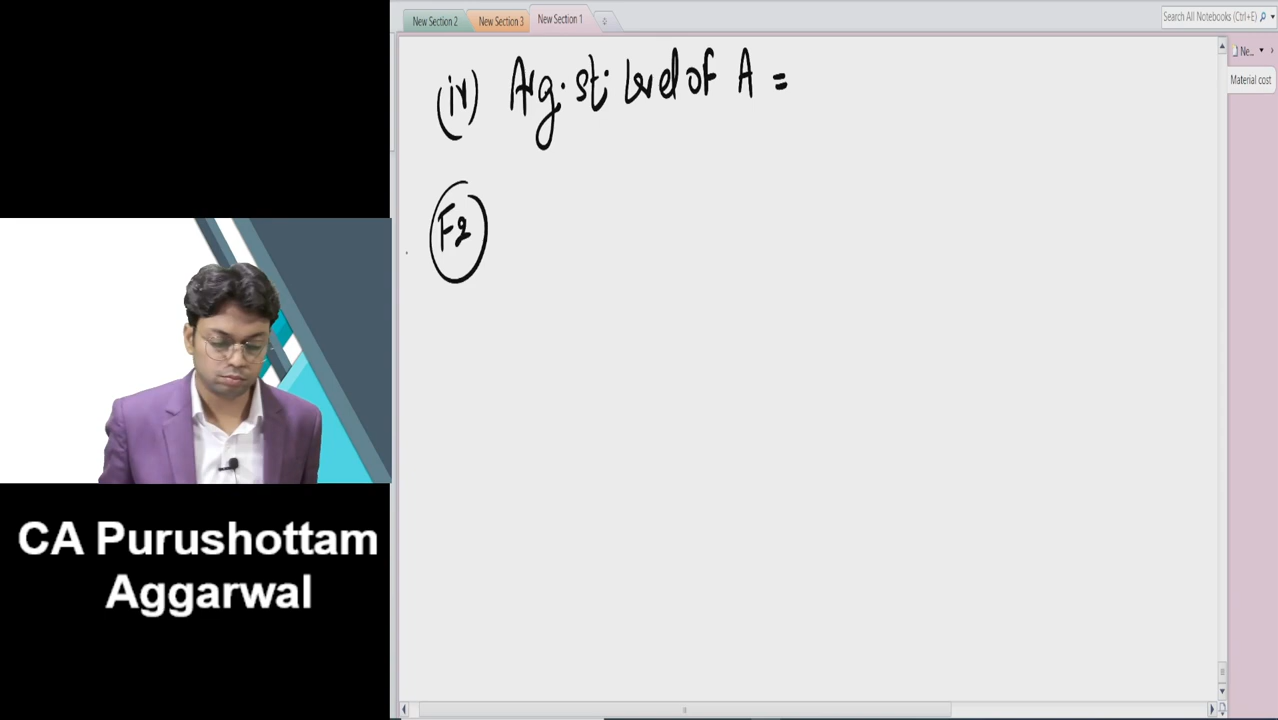 New Section 2
New Section 3
New Section 1
Search All Notebooks (Ctrl+E)
Ne...
Material cost
(iv) Avg. st. level of A =
F2
CA Purushottam
Aggarwal